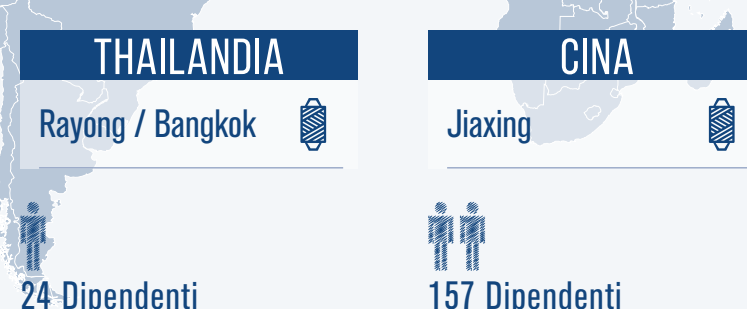 THAILANDIA
Rayong / Bangkok
24 Dipendenti
CINA
Jiaxing
157 Dipendenti